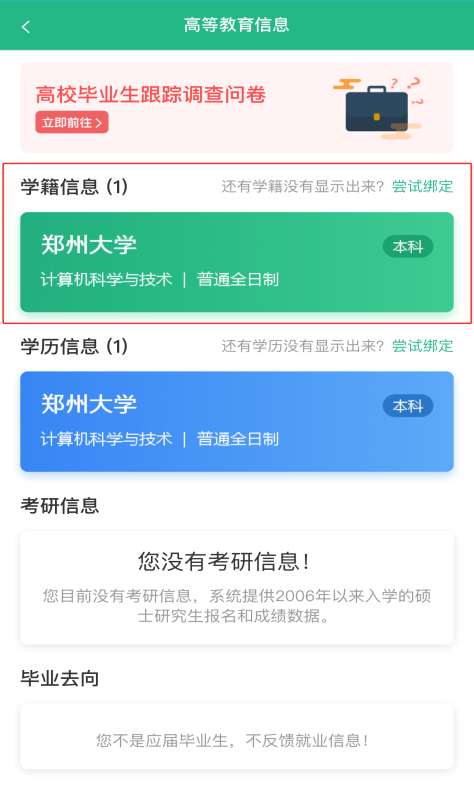 高等教育信息
高校毕业生跟踪调查问卷
立即前往 >
学籍信息 (1)
还有学籍没有显示出来? 尝试绑定
郑州大学
本科
计算机科学与技术 | 普通全日制
学历信息 (1)
还有学历没有显示出来? 尝试绑定
郑州大学
本科
计算机科学与技术 | 普通全日制
考研信息
您没有考研信息!
您目前没有考研信息，系统提供2006年以来入学的硕
士研究生报名和成绩数据。
毕业去向
您不是应届毕业生，不反馈就业信息!